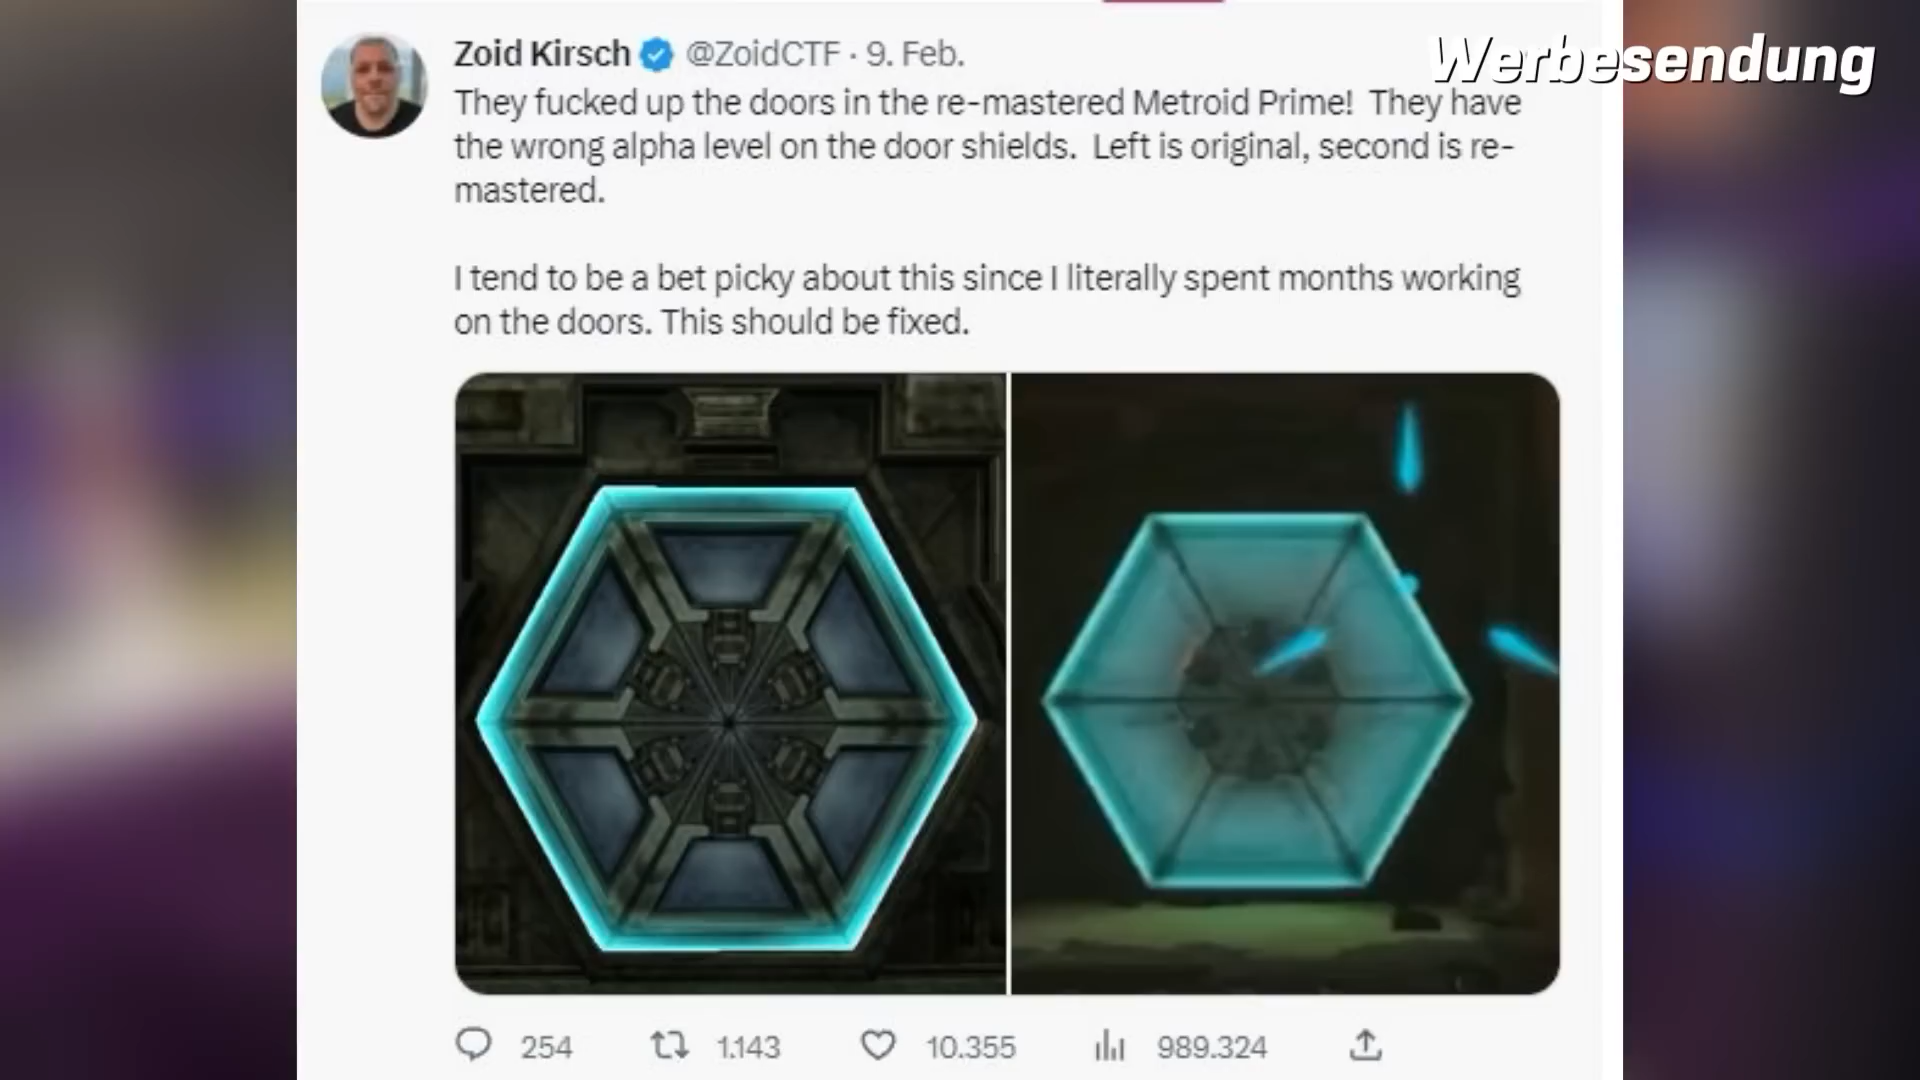 Werbesendung
Zoid Kirsch @ZoidCTF · 9. Feb.
They fucked up the doors in the re-mastered Metroid Prime!  They have
the wrong alpha level on the door shields.  Left is original, second is re-
mastered.
I tend to be a bet picky about this since I literally spent months working
on the doors. This should be fixed.
254 1.143 10.355 989.324